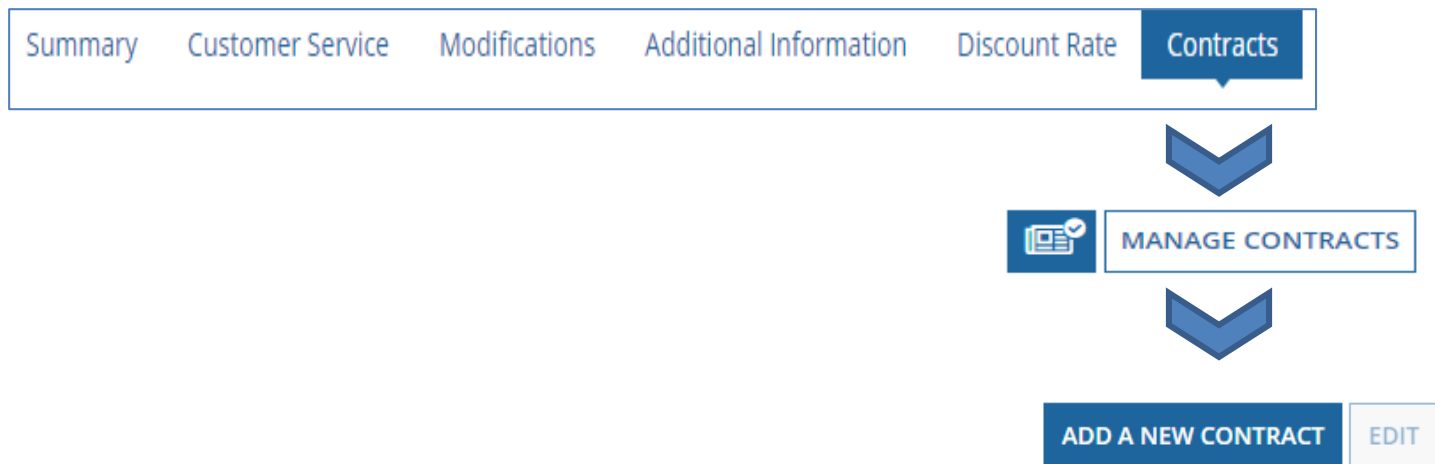 Summary Customer Service Modifications Additional Information Discount Rate Contracts
MANAGE CONTRACTS
ADD A NEW CONTRACT EDIT